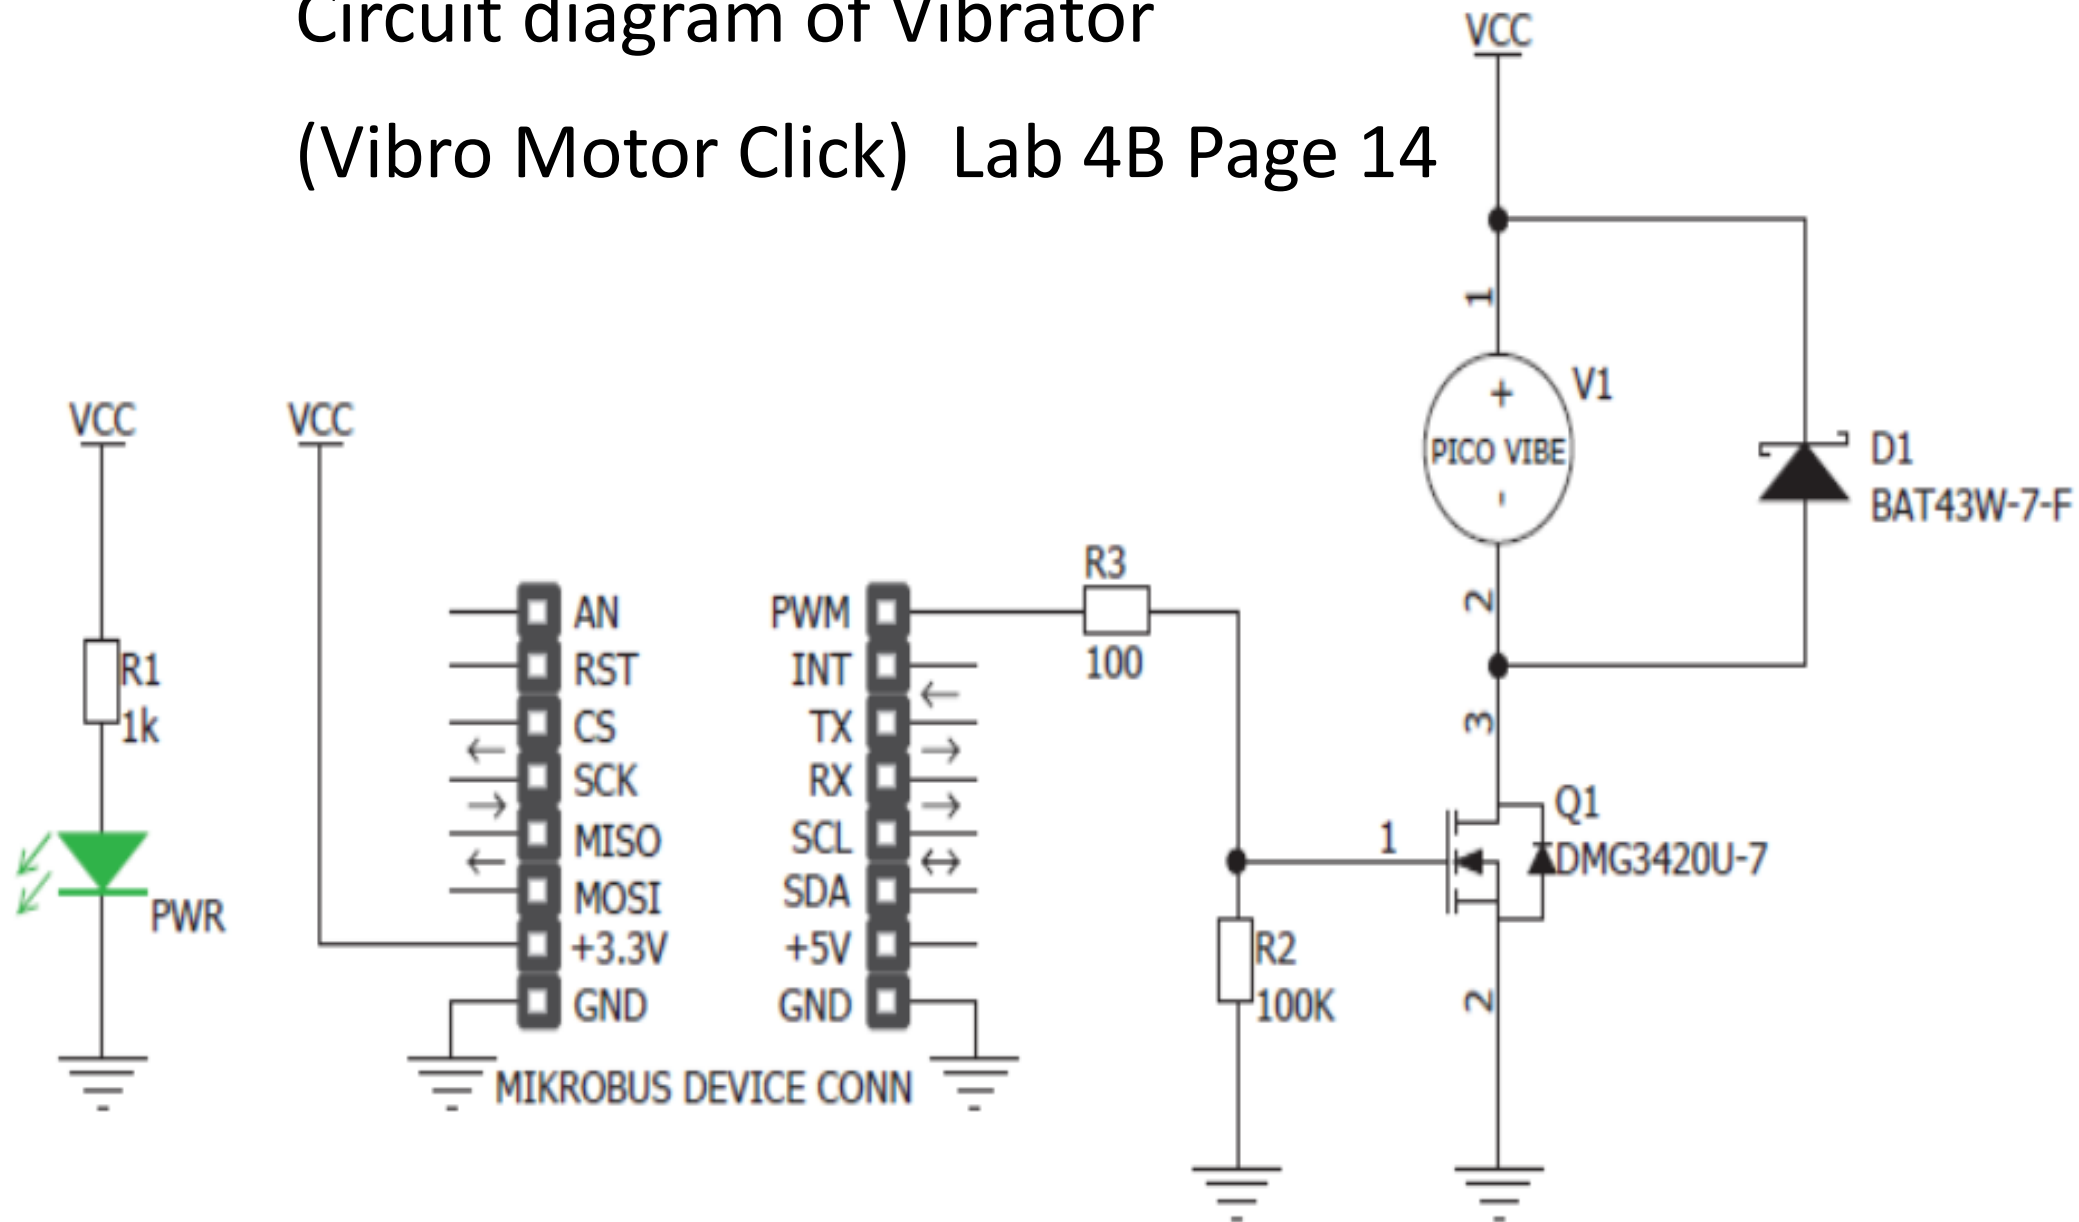 Circuit diagram of Vibrator
(Vibro Motor Click) Lab 4B Page 14
VCC
1
+
PICO VIBE
-
V1
2
D1
BAT43W-7-F
VCC
R1
1k
PWR
VCC
AN
RST
CS
SCK
MISO
MOSI
+3.3V
GND
PWM
INT
TX
RX
SCL
SDA
+5V
GND
MIKROBUS DEVICE CONN
R3
100
R2
100K
3
1
Q1
DMG3420U-7
2